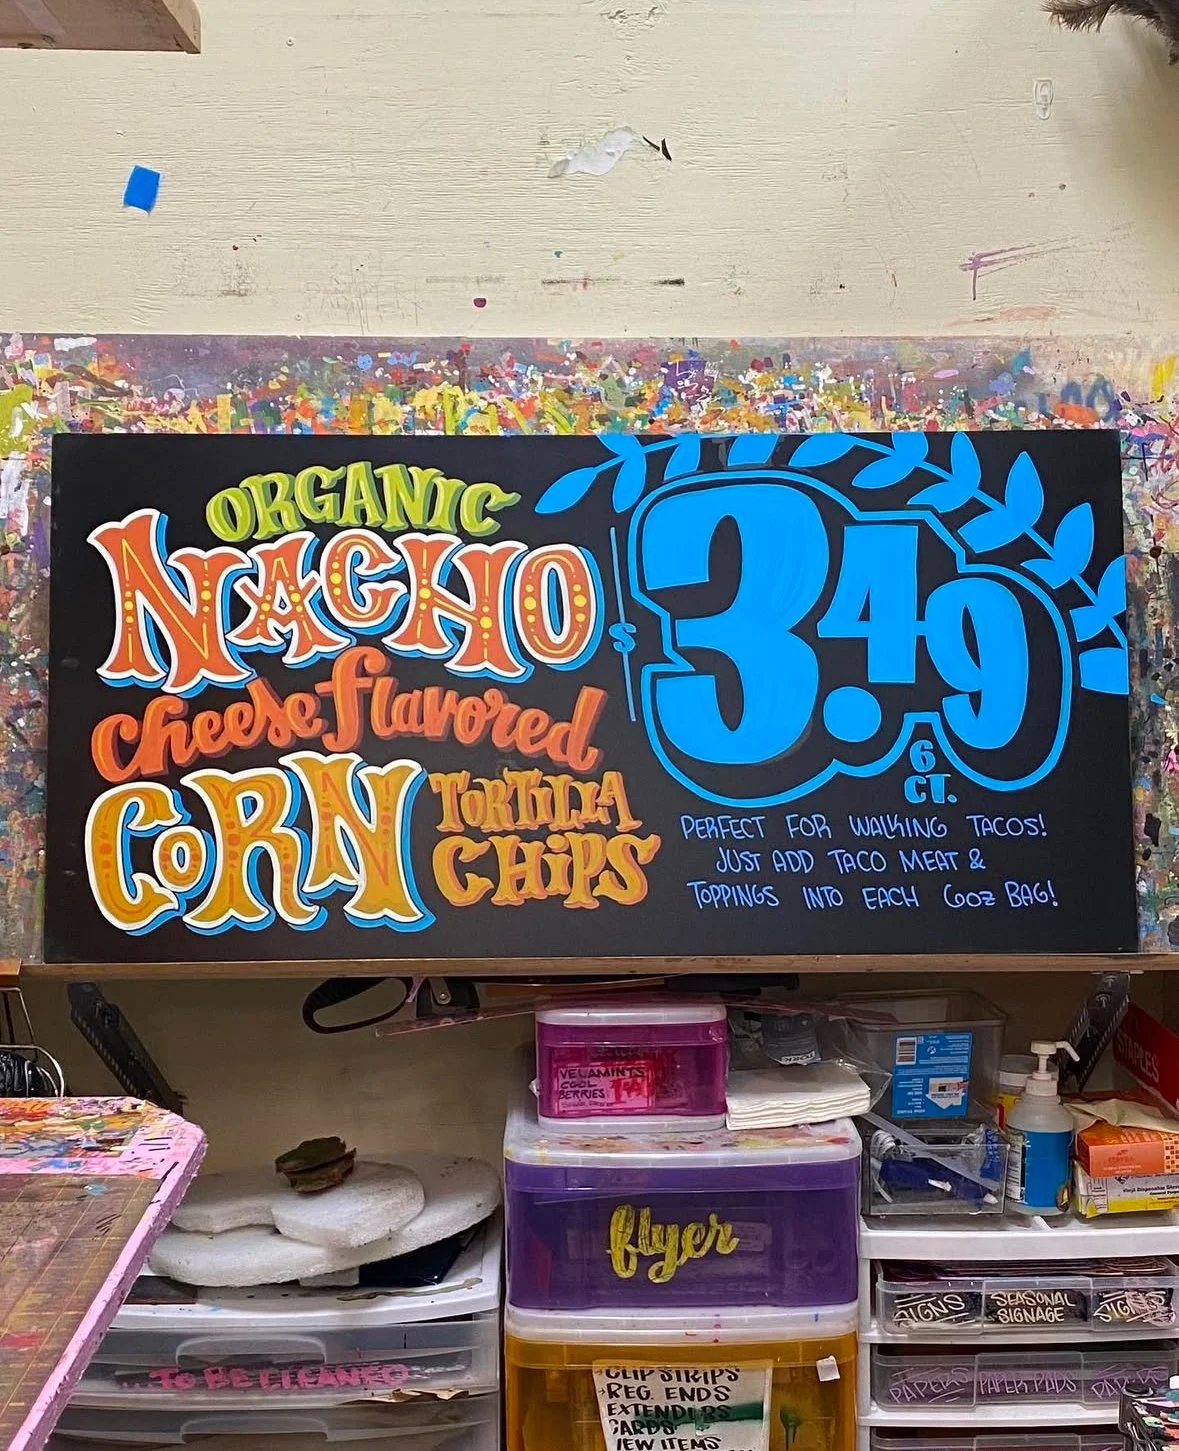 ORGANIC
NACHO
cheese flavored
CORN
TORTILLA
CHiPS
$3.49
6
CT.
PERFECT FOR WALKING TACOS!
JUST ADD TACO MEAT &
TOPPINGS INTO EACH 6oz BAG!
STAPLES
VELAMINTS
COOL
BERRIES
flyer
SIGNS
SEASONAL
SIGNAGE
SIGNS
TO BE CLEANED
PAPERS
PAPER PADS
CLIP STRIPS
REG. ENDS
EXTENDERS
CARDS